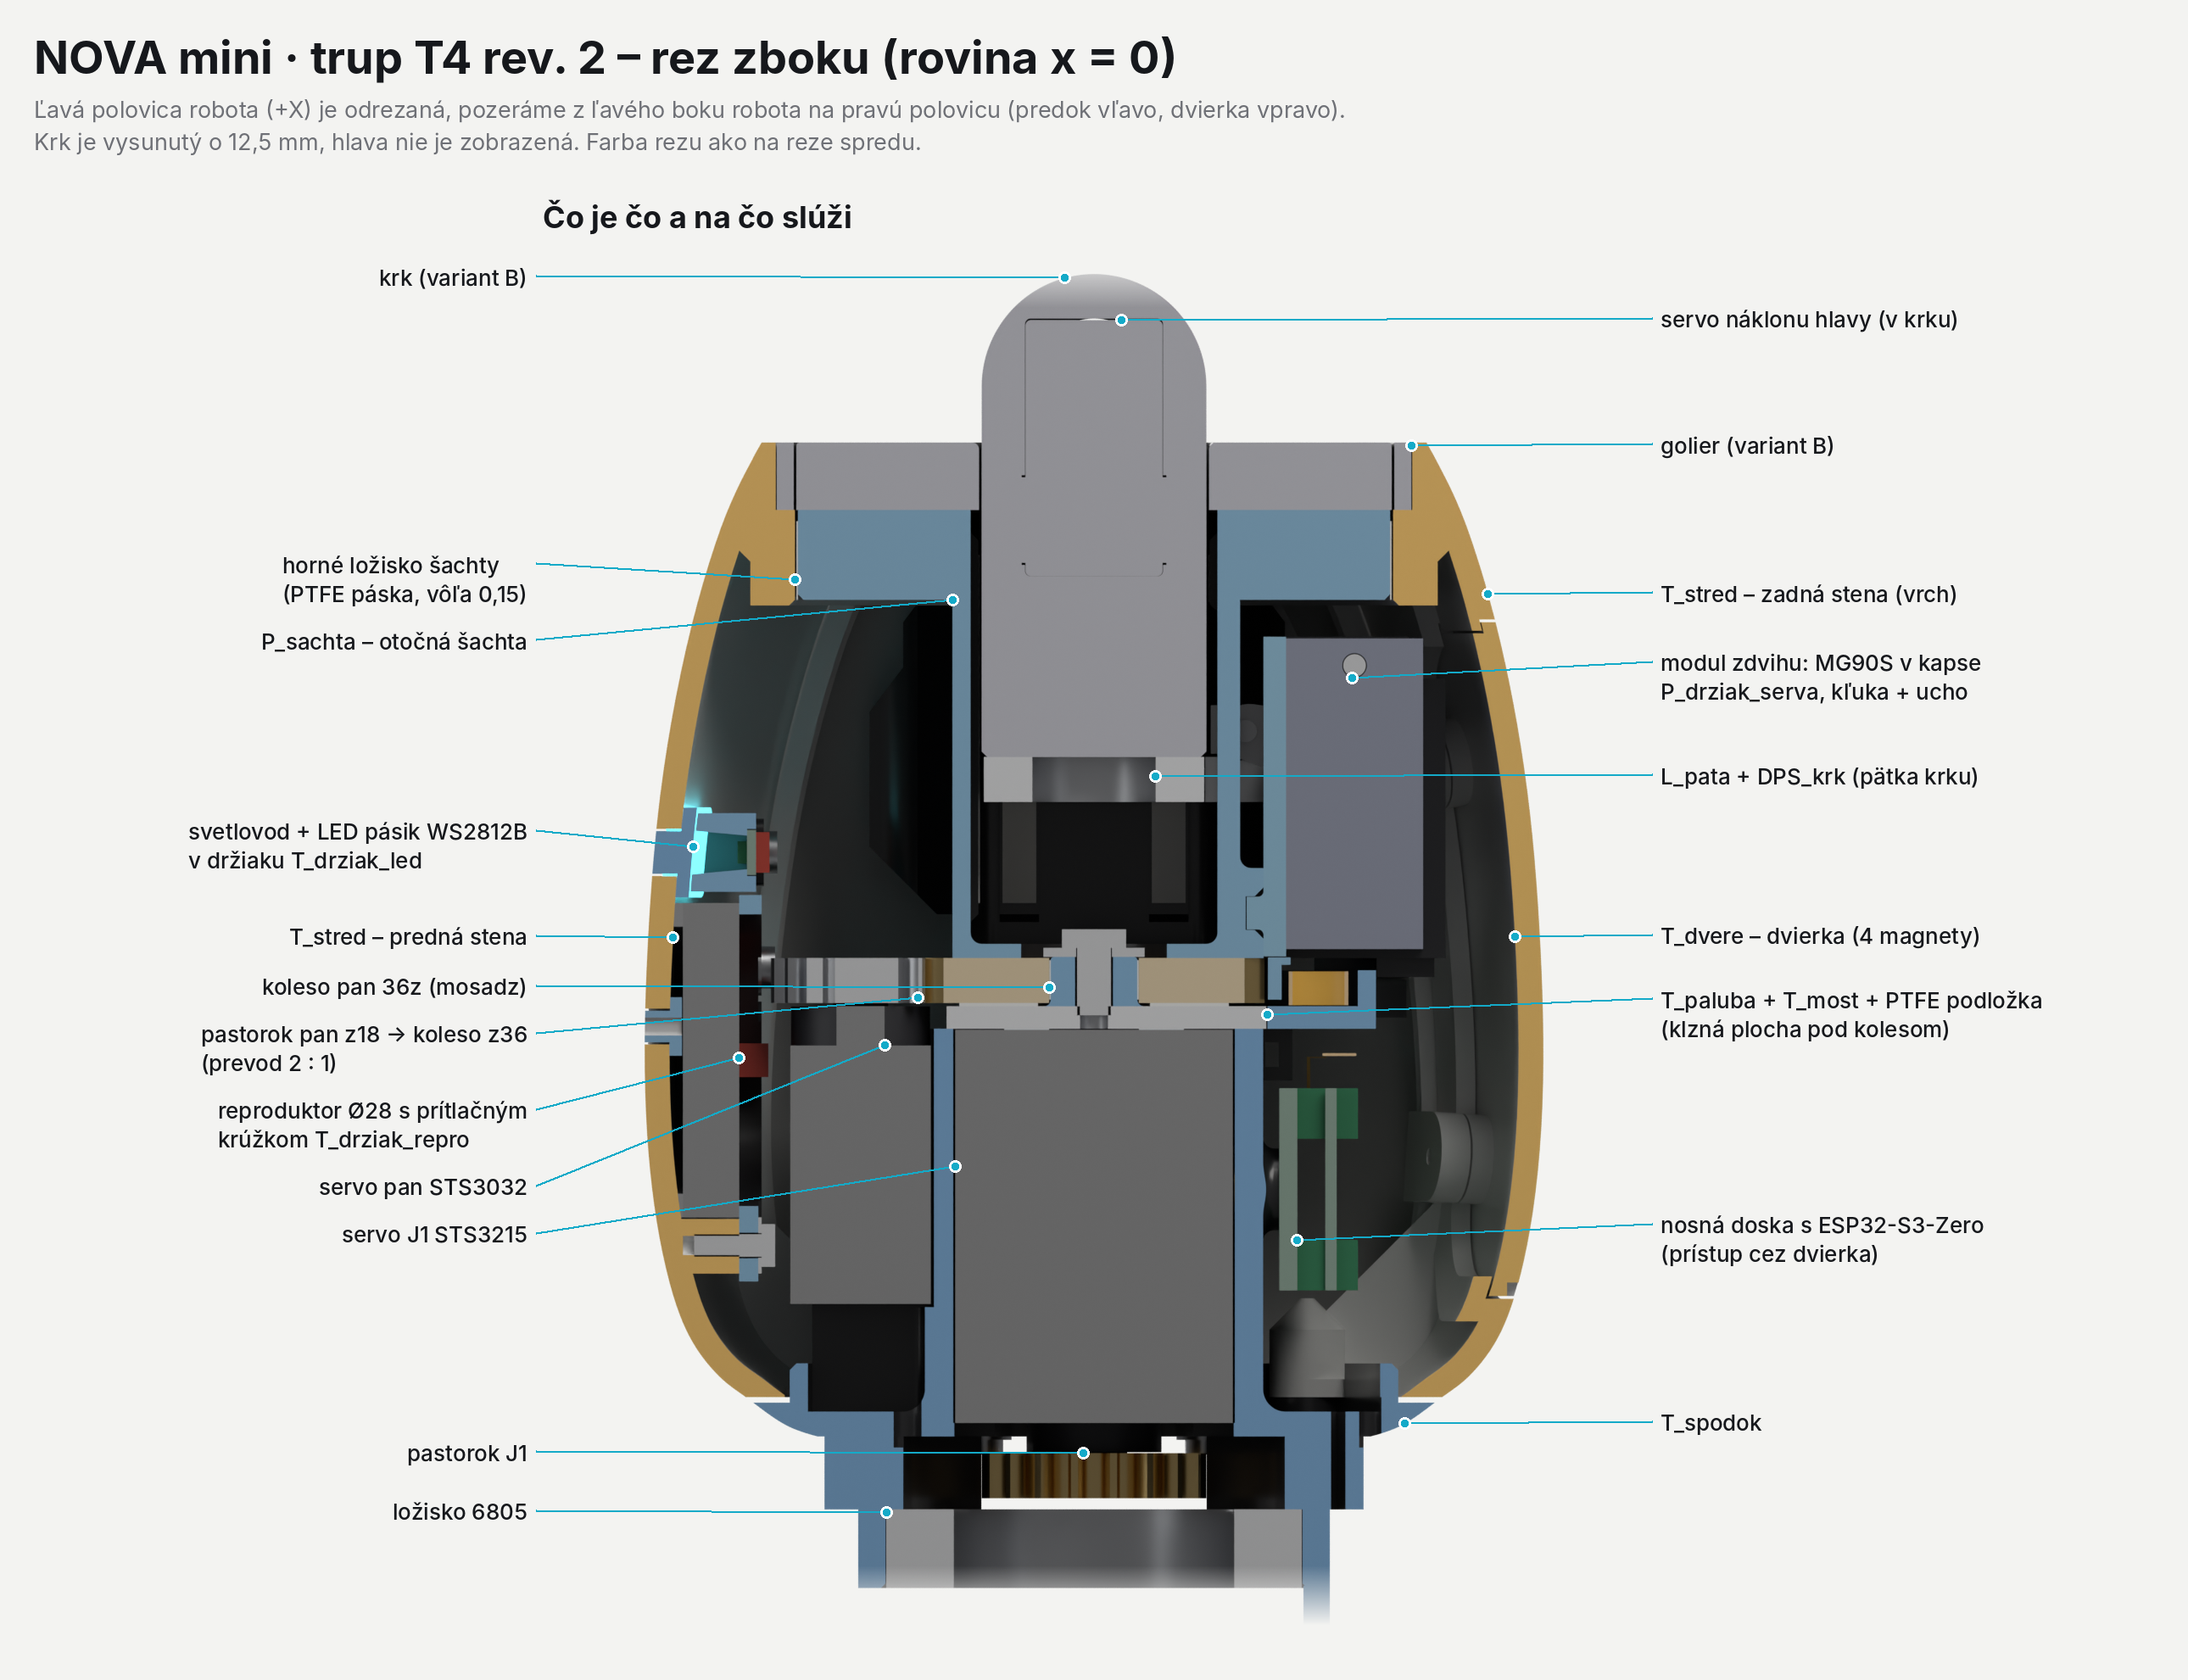 NOVA mini · trup T4 rev. 2 – rez zboku (rovina x = 0)
Ľavá polovica robota (+X) je odrezaná, pozeráme z ľavého boku robota na pravú polovicu (predok vľavo, dvierka vpravo).
Krk je vysunutý o 12,5 mm, hlava nie je zobrazená. Farba rezu ako na reze spredu.
Čo je čo a na čo slúži
krk (variant B)
horné ložisko šachty
(PTFE páska, vôľa 0,15)
P_sachta – otočná šachta
svetlovod + LED pásik WS2812B
v držiaku T_drziak_led
T_stred – predná stena
koleso pan 36z (mosadz)
pastorok pan z18 → koleso z36
(prevod 2 : 1)
reproduktor Ø28 s prítlačným
krúžkom T_drziak_repro
servo pan STS3032
servo J1 STS3215
pastorok J1
ložisko 6805
servo náklonu hlavy (v krku)
golier (variant B)
T_stred – zadná stena (vrch)
modul zdvihu: MG90S v kapse
P_drziak_serva, kľuka + ucho
L_pata + DPS_krk (pätka krku)
T_dvere – dvierka (4 magnety)
T_paluba + T_most + PTFE podložka
(klzná plocha pod kolesom)
nosná doska s ESP32-S3-Zero
(prístup cez dvierka)
T_spodok